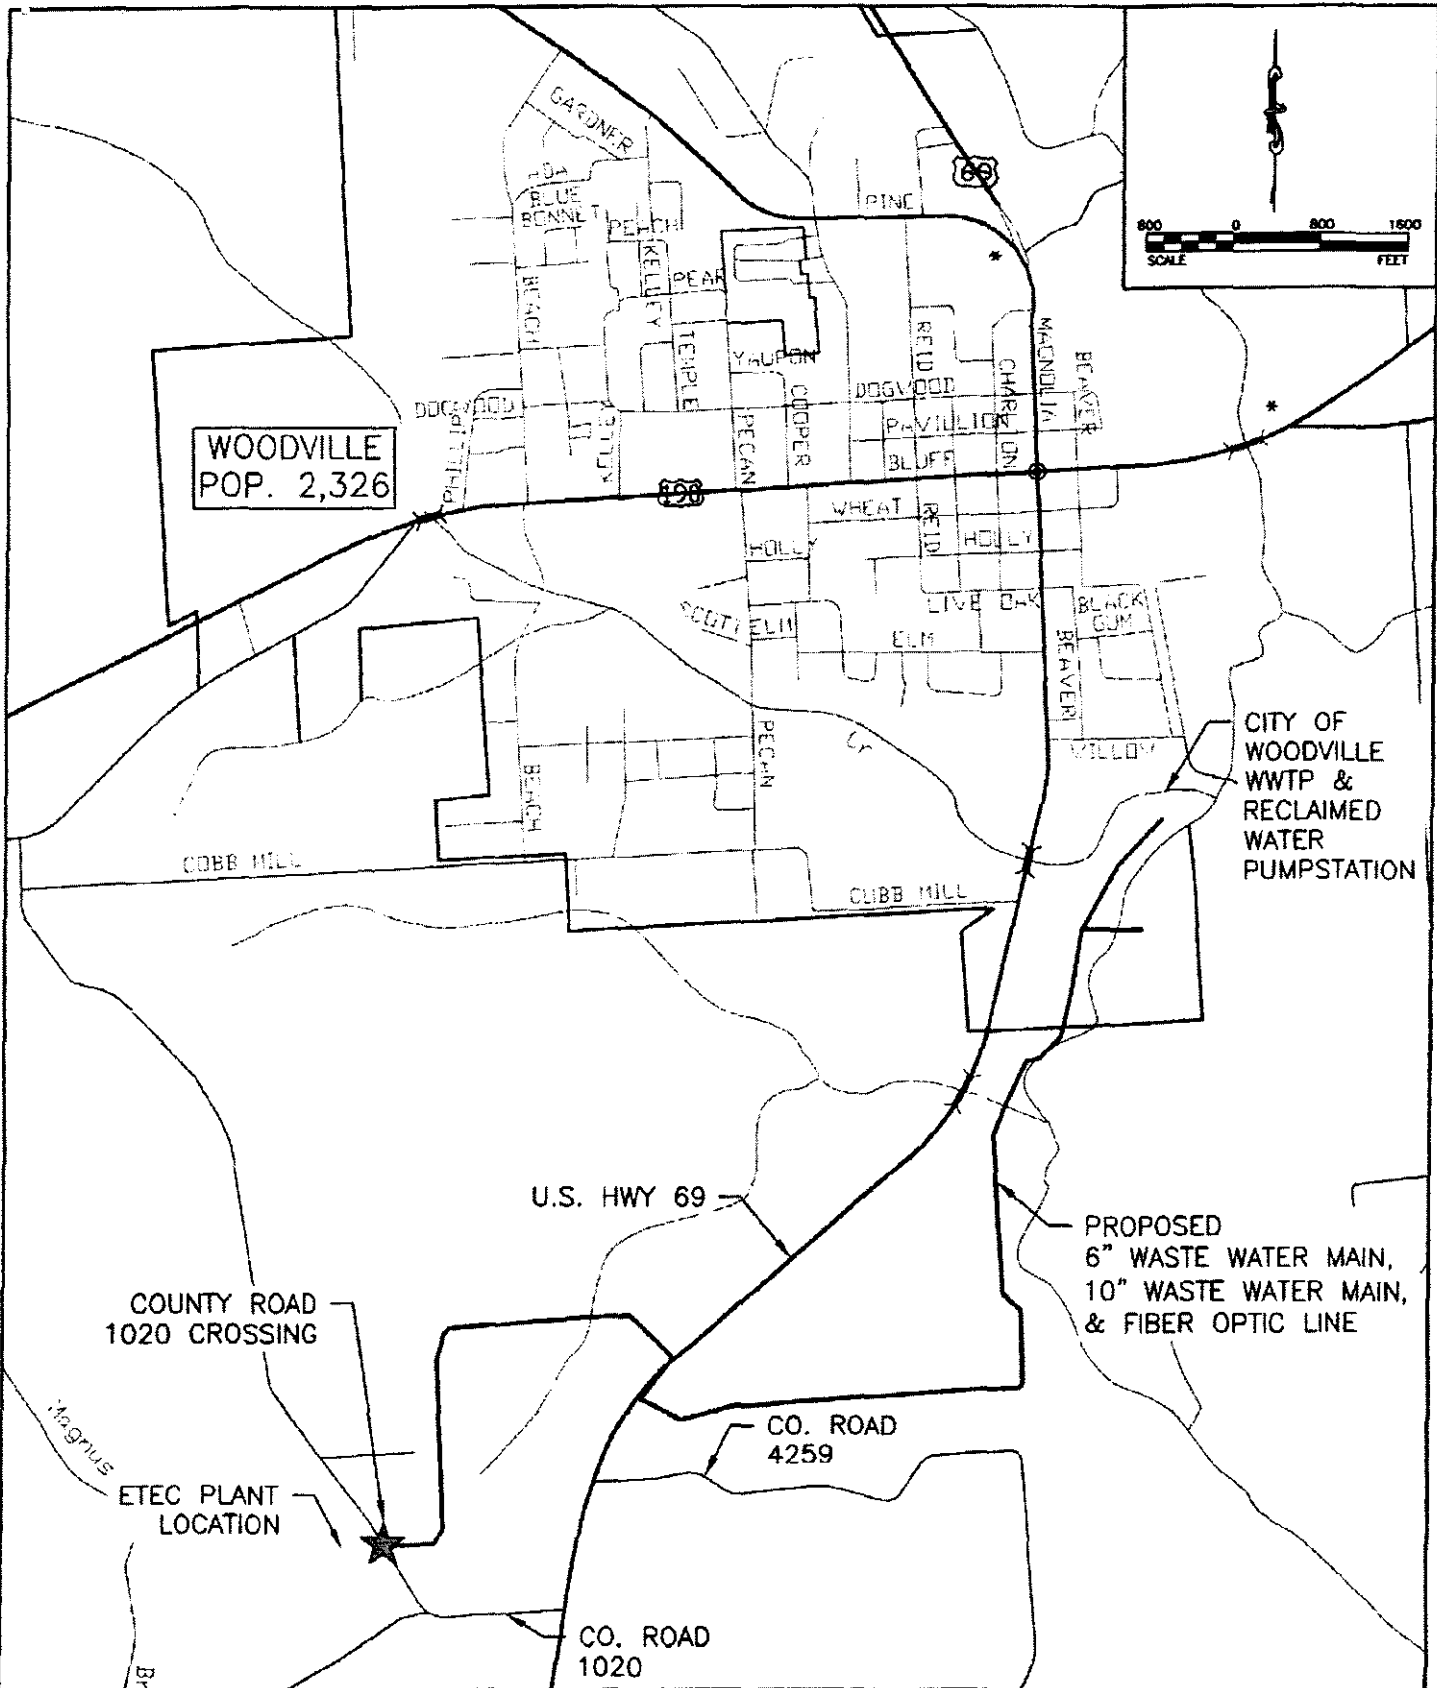 GARDNER
BLUE
BONNET
PEACH
KELLEY
PEAR
BEACH
TEMPLE
YAUPON
PINE
69
800 0 800 1600
SCALE FEET
REID
CHARLTON
MAGNOLIA
BEAVER
DOGWOOD
DOGWOOD
COOPER
PECAN
PAVILLION
BLUFF
WOODVILLE
POP. 2,326
190
WHEAT
REID
HOLLY
HOLLY
SCOTT
ELM
LIVE OAK
ELM
BLACK
GUM
BEAVER
WILLOW
PECAN
Cr
BEACH
CITY OF
WOODVILLE
WWTP &
RECLAIMED
WATER
PUMPSTATION
COBB MILL
COBB MILL
U.S. HWY 69
PROPOSED
6" WASTE WATER MAIN,
10" WASTE WATER MAIN,
& FIBER OPTIC LINE
COUNTY ROAD
1020 CROSSING
Magnus
CO. ROAD
4259
ETEC PLANT
LOCATION
CO. ROAD
1020
Br